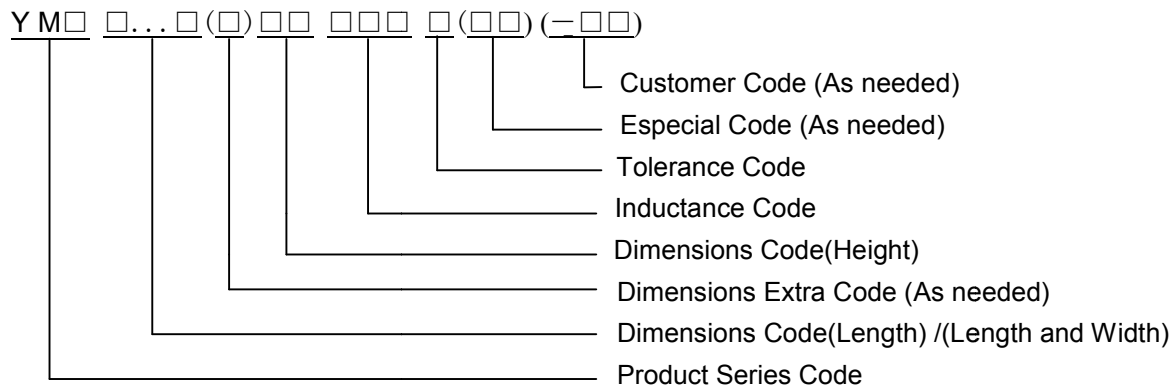 YM□ □...□(□)□□ □□□ □(□□)(-□□)
Customer Code (As needed)
Especial Code (As needed)
Tolerance Code
Inductance Code
Dimensions Code(Height)
Dimensions Extra Code (As needed)
Dimensions Code(Length) /(Length and Width)
Product Series Code